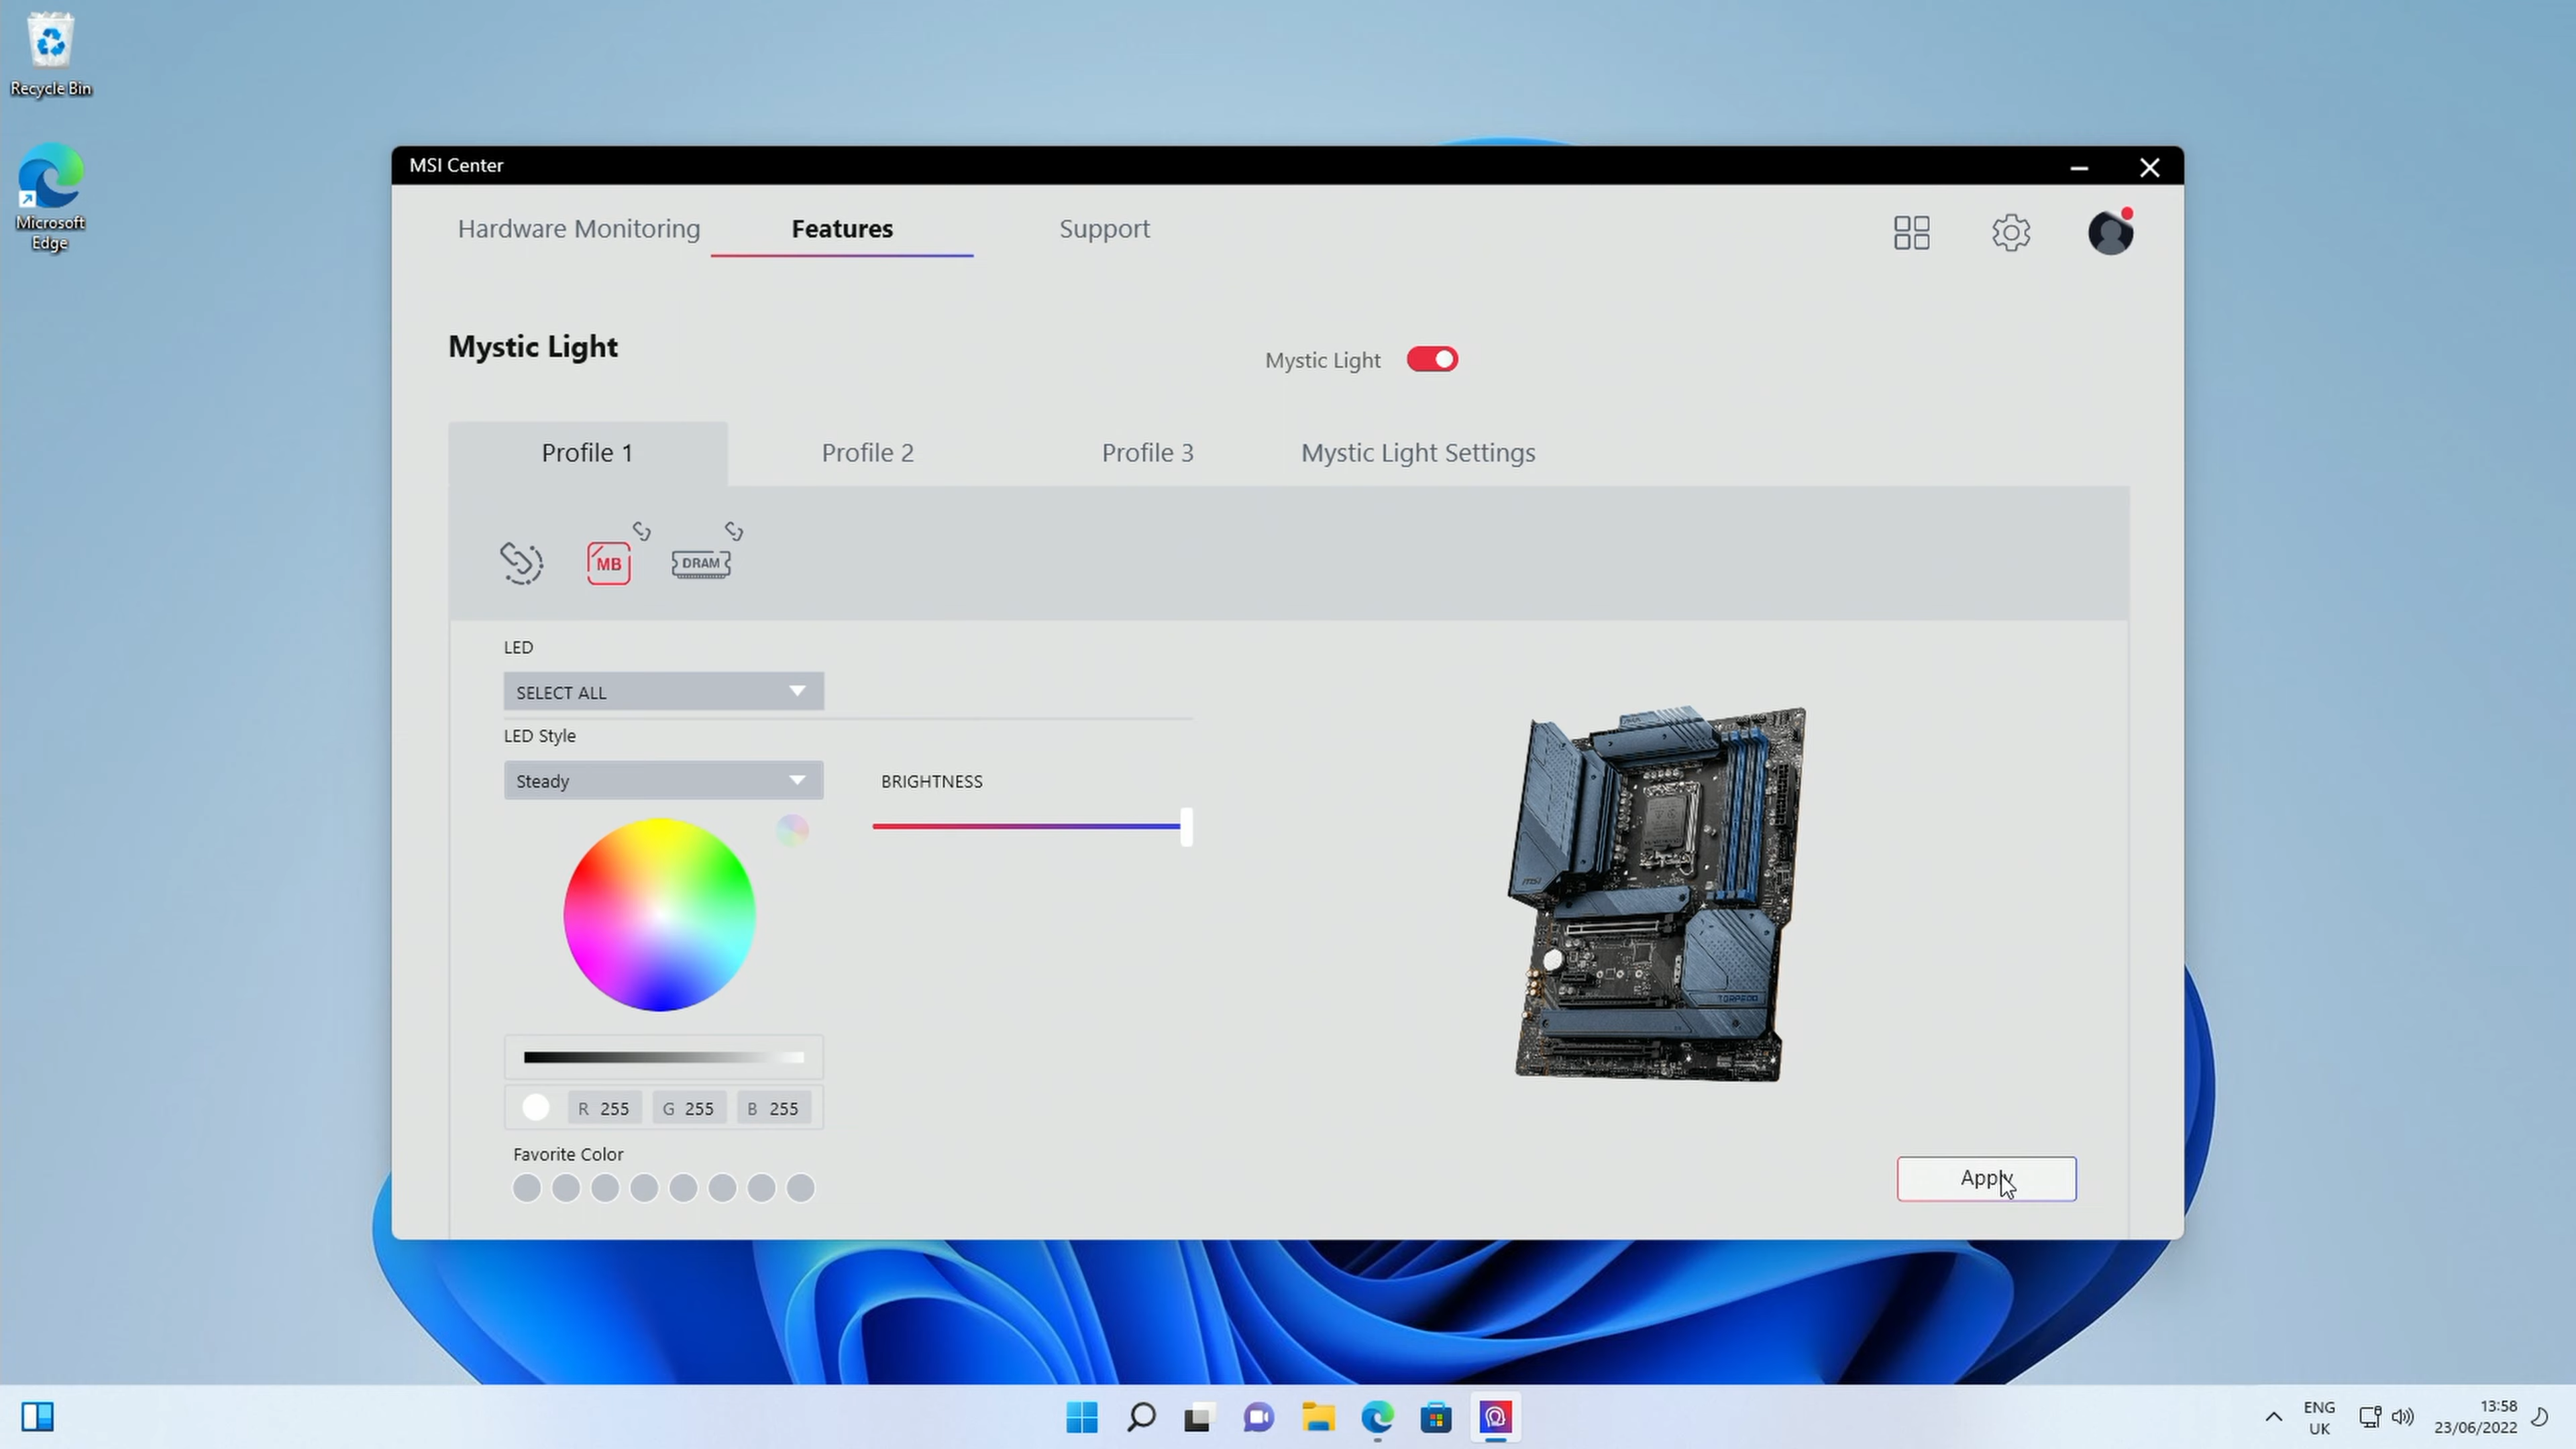 Recycle Bin
Microsoft
Edge
MSI Center
Hardware Monitoring
Features
Support
Mystic Light
Mystic Light
Profile 1
Profile 2
Profile 3
Mystic Light Settings
MB
DRAM
LED
SELECT ALL
LED Style
Steady
BRIGHTNESS
msi
TORPEDO
R 255
G 255
B 255
Favorite Color
Apply
ENG
UK
13:58
23/06/2022